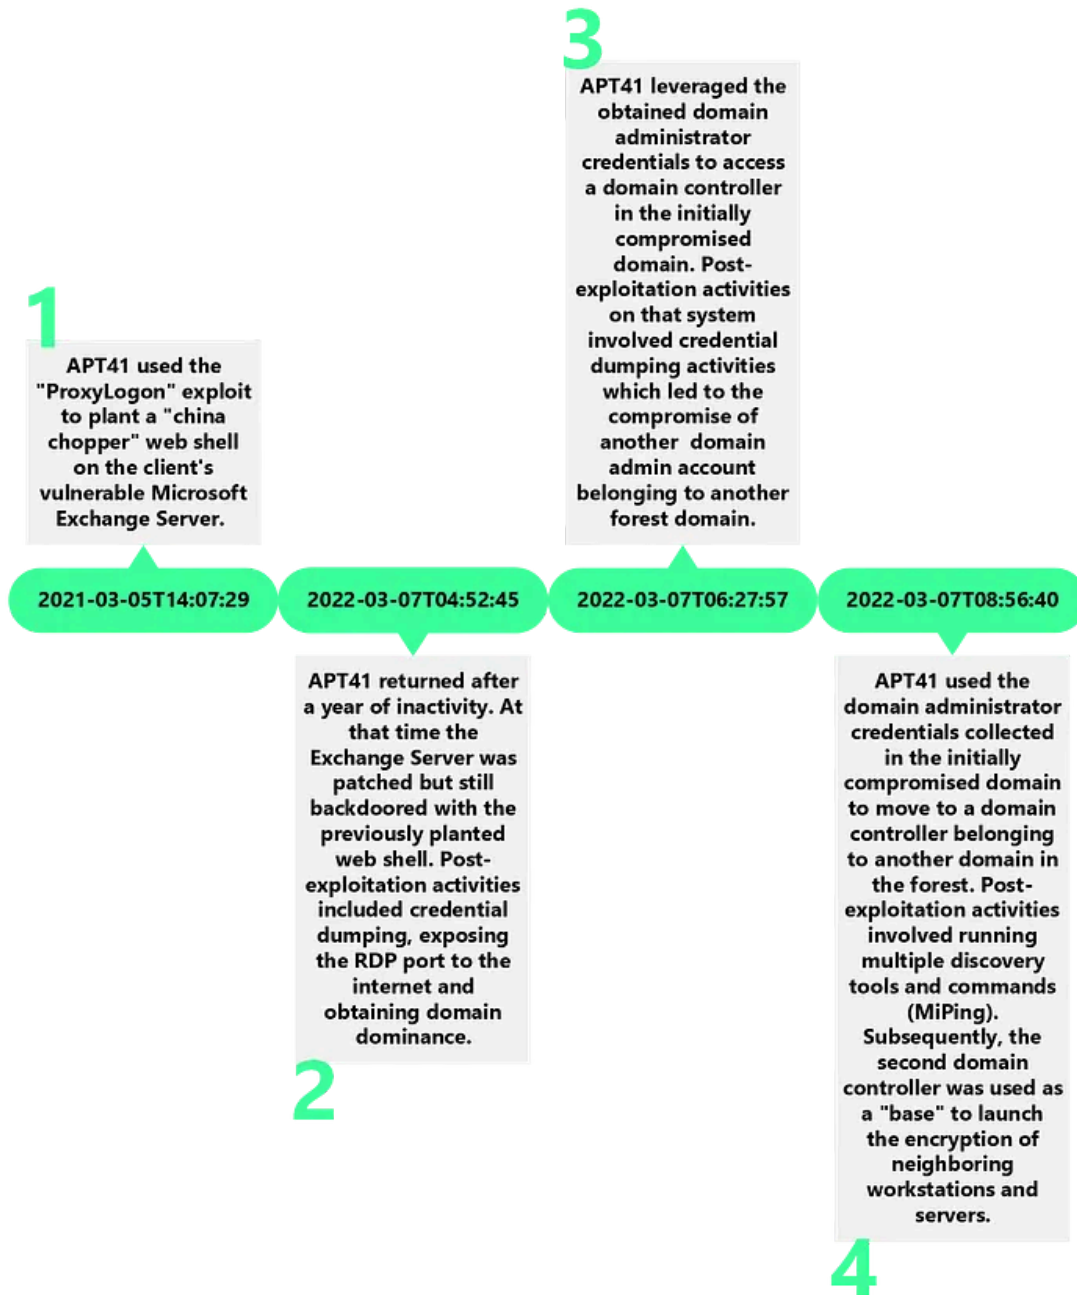 1
APT41 used the
"ProxyLogon" exploit
to plant a "china
chopper" web shell
on the client's
vulnerable Microsoft
Exchange Server.
2021-03-05T14:07:29
2022-03-07T04:52:45
APT41 returned after
a year of inactivity. At
that time the
Exchange Server was
patched but still
backdoored with the
previously planted
web shell. Post-
exploitation activities
included credential
dumping, exposing
the RDP port to the
internet and
obtaining domain
dominance.
2
3
APT41 leveraged the
obtained domain
administrator
credentials to access
a domain controller
in the initially
compromised
domain. Post-
exploitation activities
on that system
involved credential
dumping activities
which led to the
compromise of
another domain
admin account
belonging to another
forest domain.
2022-03-07T06:27:57
2022-03-07T08:56:40
APT41 used the
domain administrator
credentials collected
in the initially
compromised domain
to move to a domain
controller belonging
to another domain in
the forest. Post-
exploitation activities
involved running
multiple discovery
tools and commands
(MiPing).
Subsequently, the
second domain
controller was used as
a "base" to launch
the encryption of
neighboring
workstations and
servers.
4